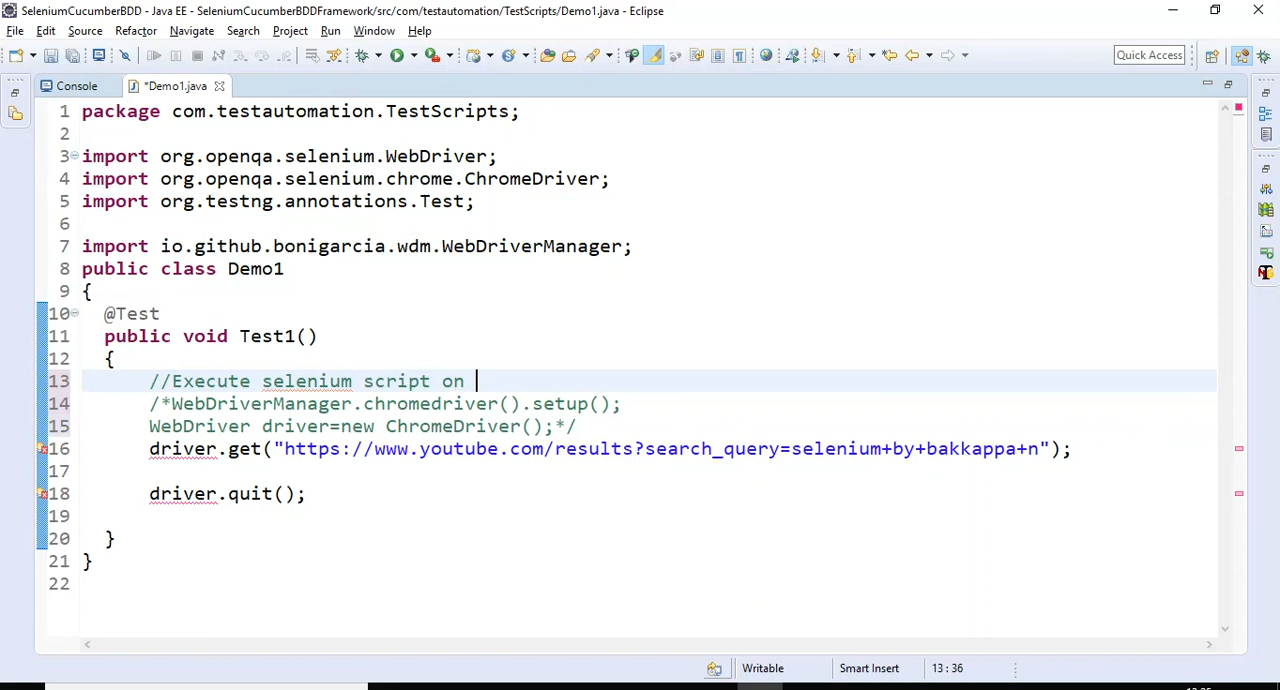 SeleniumCucumberBDD - Java EE - SeleniumCucumberBDDFramework/src/com/testautomation/TestScripts/Demo1.java - Eclipse
File Edit Source Refactor Navigate Search Project Run Window Help
Quick Access
Console *Demo1.java
1 package com.testautomation.TestScripts;
2
3 import org.openqa.selenium.WebDriver;
4 import org.openqa.selenium.chrome.ChromeDriver;
5 import org.testng.annotations.Test;
6
7 import io.github.bonigarcia.wdm.WebDriverManager;
8 public class Demo1
9 {
10 @Test
11 public void Test1()
12 {
13 //Execute selenium script on
14 /*WebDriverManager.chromedriver().setup();
15 WebDriver driver=new ChromeDriver();*/
16 driver.get("https://www.youtube.com/results?search_query=selenium+by+bakkappa+n");
17
18 driver.quit();
19
20 }
21 }
22
Writable Smart Insert 13 : 36